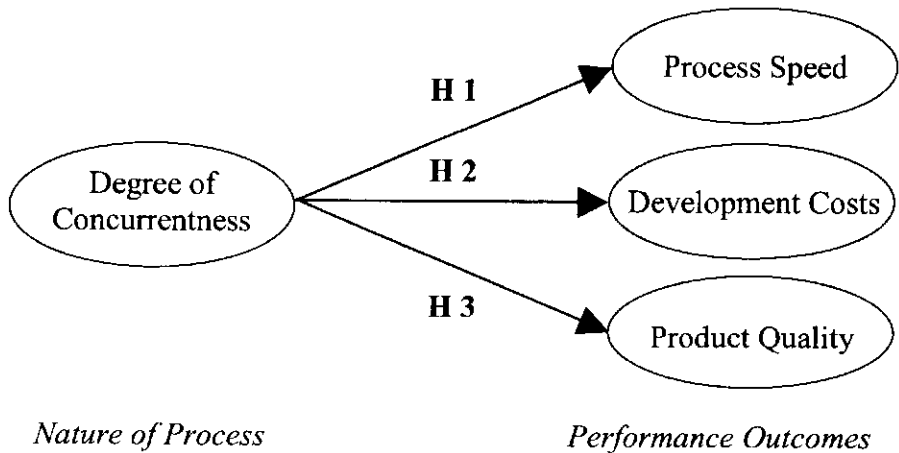 Process Speed
H 1
Degree of
Concurrentness
H 2
Development Costs
H 3
Product Quality
Nature of Process
Performance Outcomes